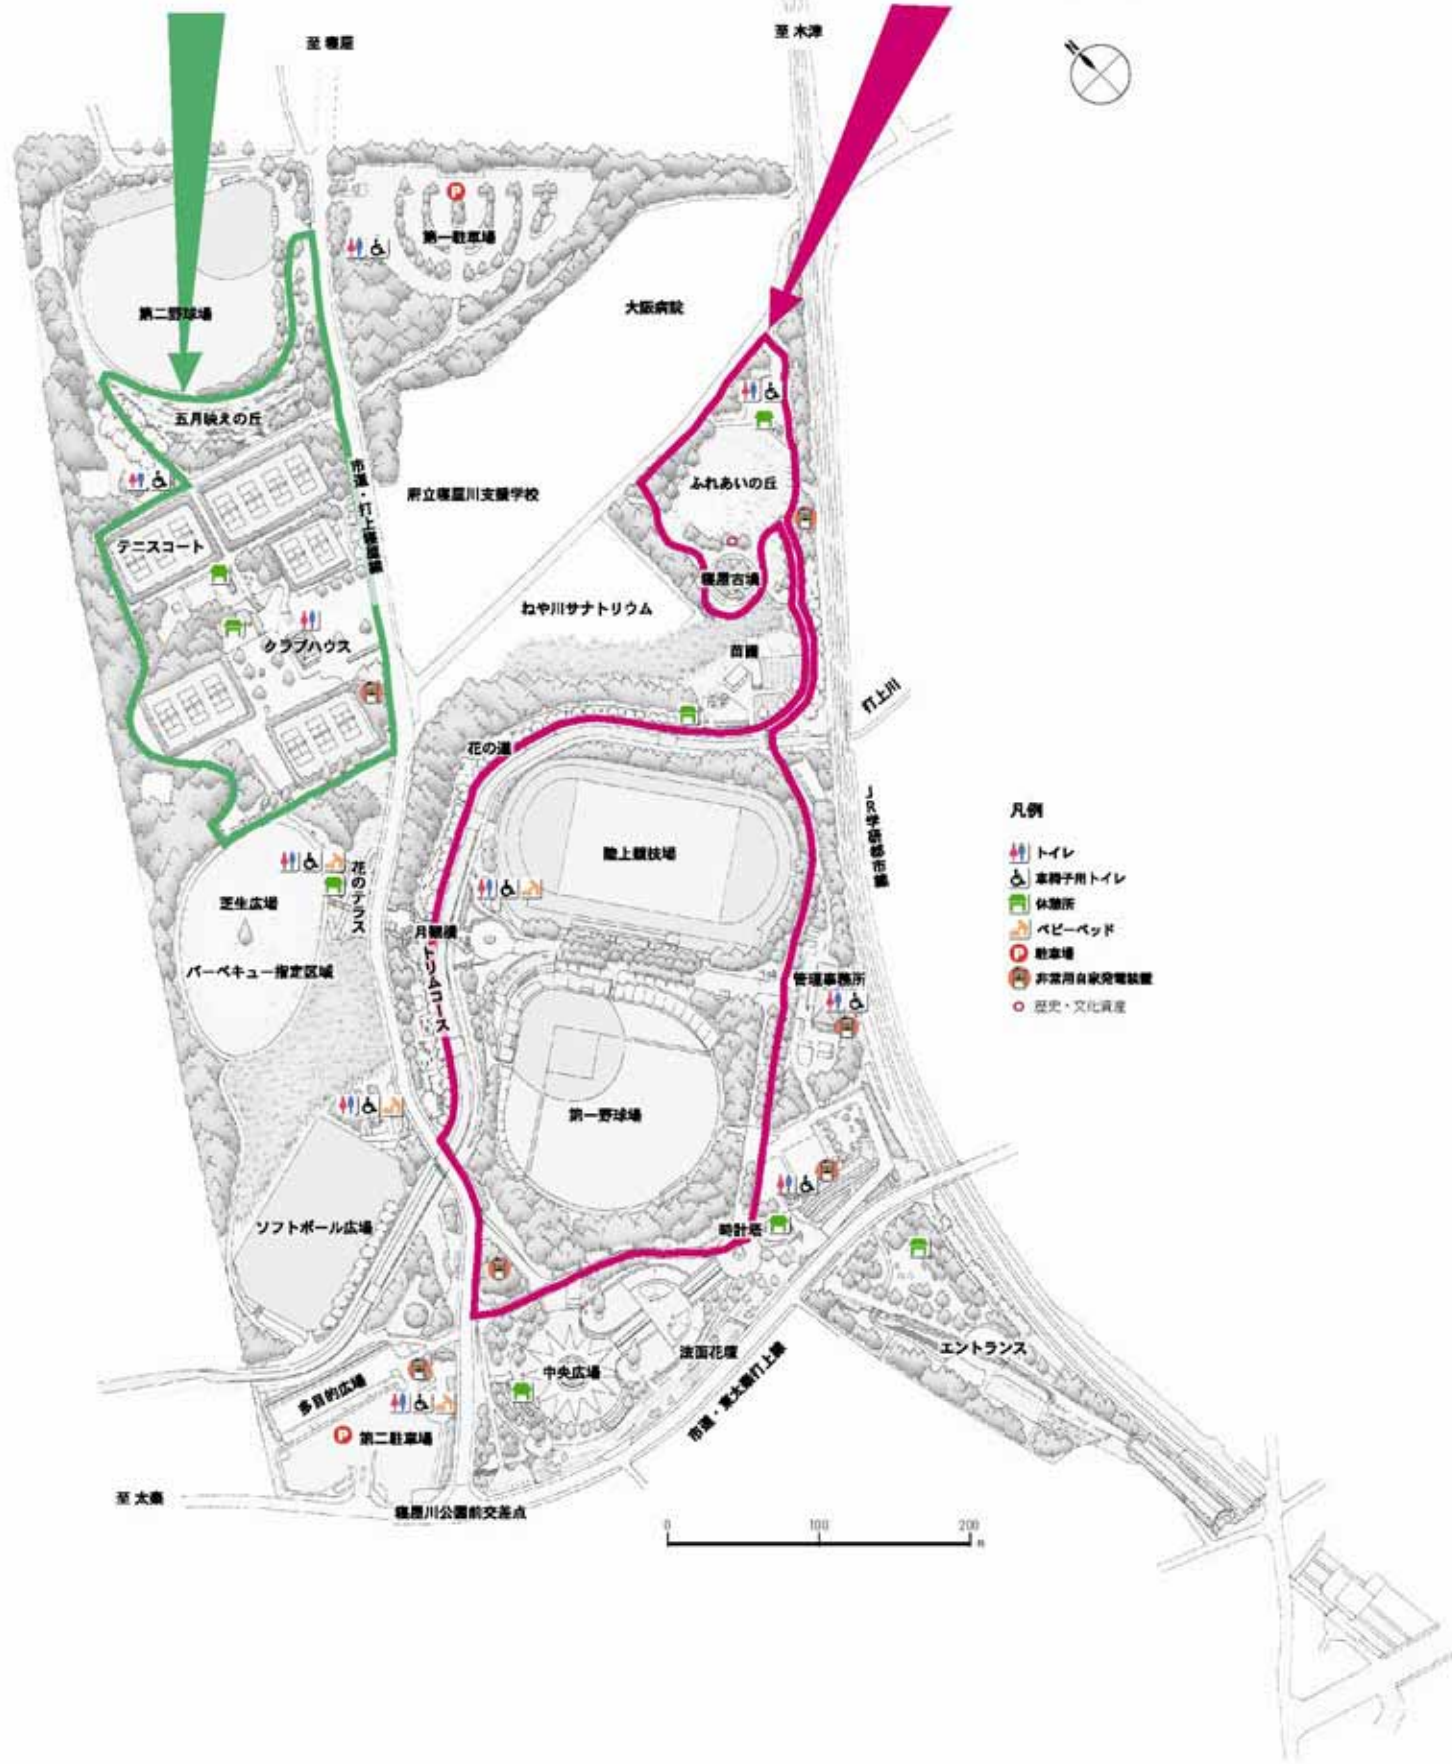 至 寝屋
至 木津
N
P
第一駐車場
大阪病院
第二野球場
五月映えの丘
市道・打上寝屋線
府立寝屋川支援学校
ふれあいの丘
テニスコート
寝屋古墳
ねや川サナトリウム
クラブハウス
苗圃
打上川
花の道
JR学研都市線
陸上競技場
花のテラス
芝生広場
バーベキュー指定区域
月見橋
トリムコース
管理事務所
第一野球場
ソフトボール広場
時計塔
エントランス
法面花壇
中央広場
市道・東太秦打上線
多目的広場
P
第二駐車場
至 太秦
寝屋川公園前交差点
0 100 200
m
凡例
トイレ
車椅子用トイレ
休憩所
ベビーベッド
P 駐車場
非常用自家発電装置
歴史・文化資産